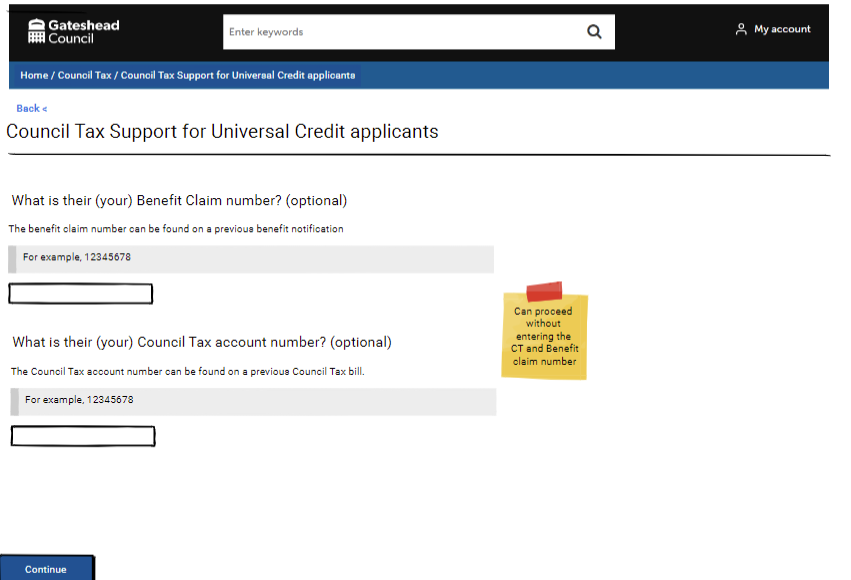 Gateshead
Council
Enter keywords
My account
Home / Council Tax / Council Tax Support for Universal Credit applicants
Back <
Council Tax Support for Universal Credit applicants
What is their (your) Benefit Claim number? (optional)
The benefit claim number can be found on a previous benefit notification
For example, 12345678
Can proceed
without
entering the
CT and Benefit
claim number
What is their (your) Council Tax account number? (optional)
The Council Tax account number can be found on a previous Council Tax bill.
For example, 12345678
Continue